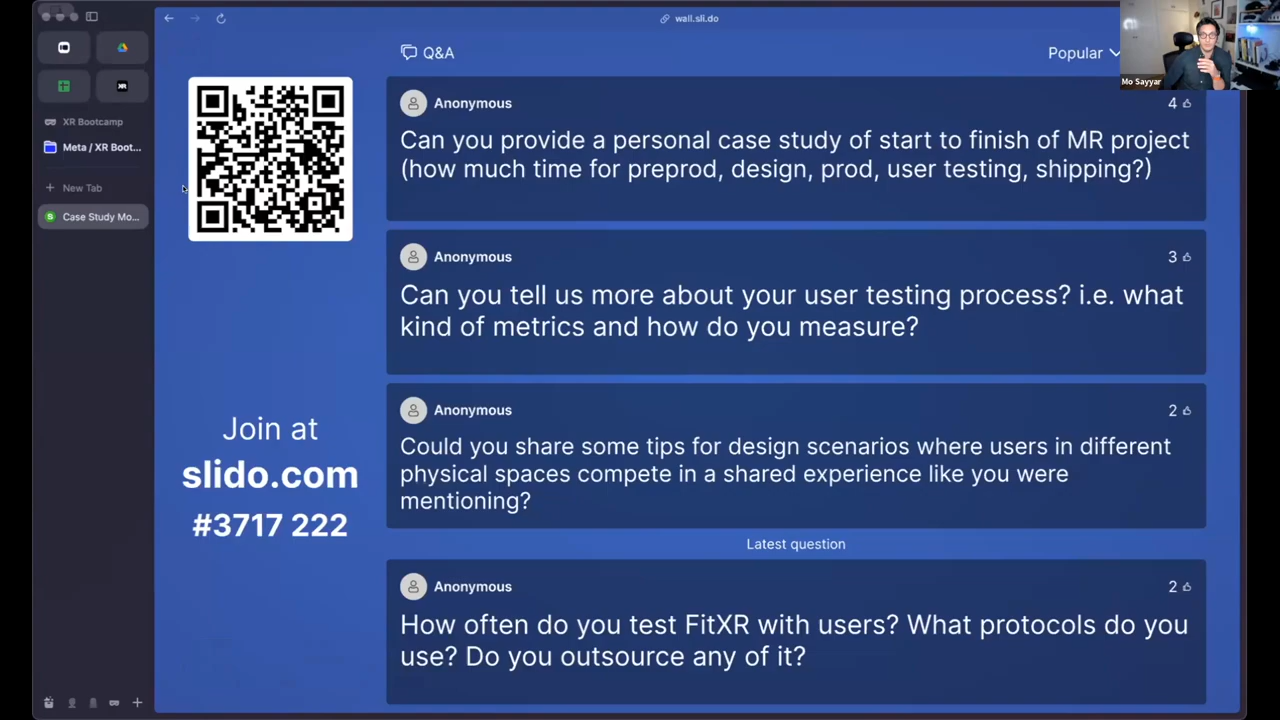 wall.sli.do
XR
XR Bootcamp
Meta / XR Boot...
New Tab
S
Case Study Mo...
Q&A
Popular
Mo Sayyar
Anonymous
4
Can you provide a personal case study of start to finish of MR project
(how much time for preprod, design, prod, user testing, shipping?)
Anonymous
3
Can you tell us more about your user testing process? i.e. what
kind of metrics and how do you measure?
Join at
slido.com
#3717 222
Anonymous
2
Could you share some tips for design scenarios where users in different
physical spaces compete in a shared experience like you were
mentioning?
Latest question
Anonymous
2
How often do you test FitXR with users? What protocols do you
use? Do you outsource any of it?